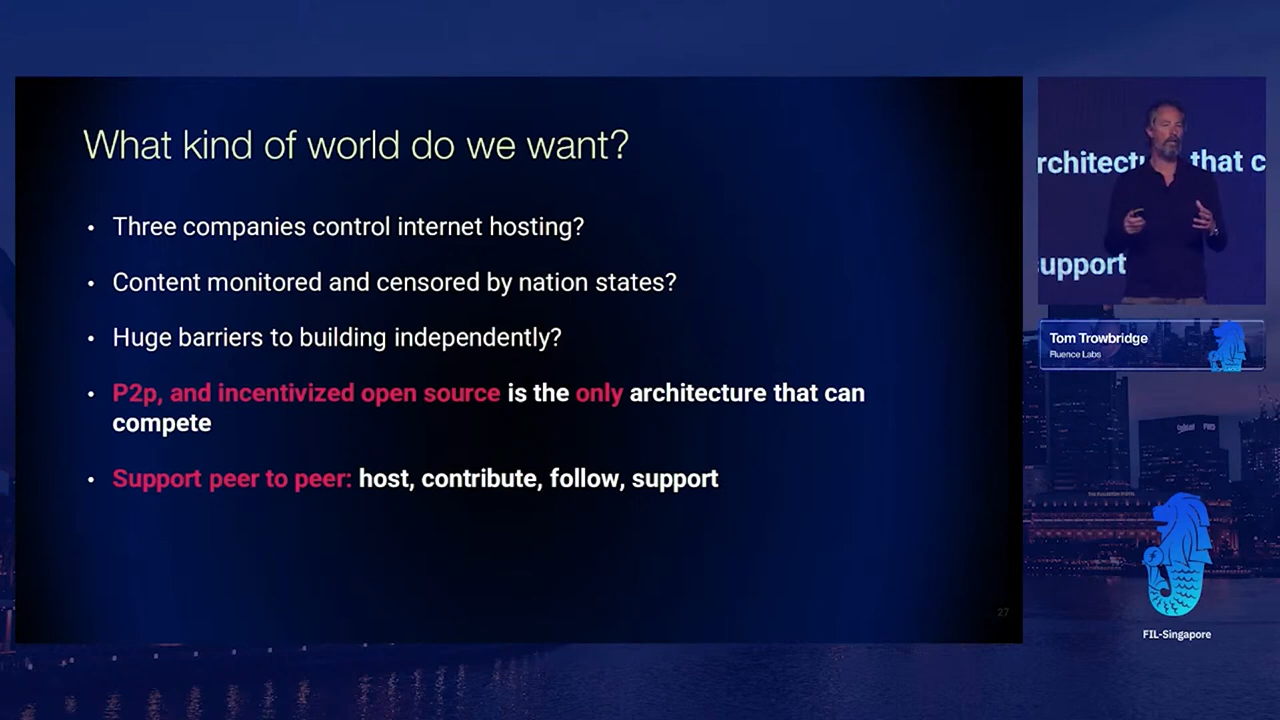 What kind of world do we want?
• Three companies control internet hosting?
• Content monitored and censored by nation states?
• Huge barriers to building independently?
• P2p, and incentivized open source is the only architecture that can
compete
• Support peer to peer: host, contribute, follow, support
27
rchitectu that c
support
Tom Trowbridge
Fluence Labs
FIL-Singapore